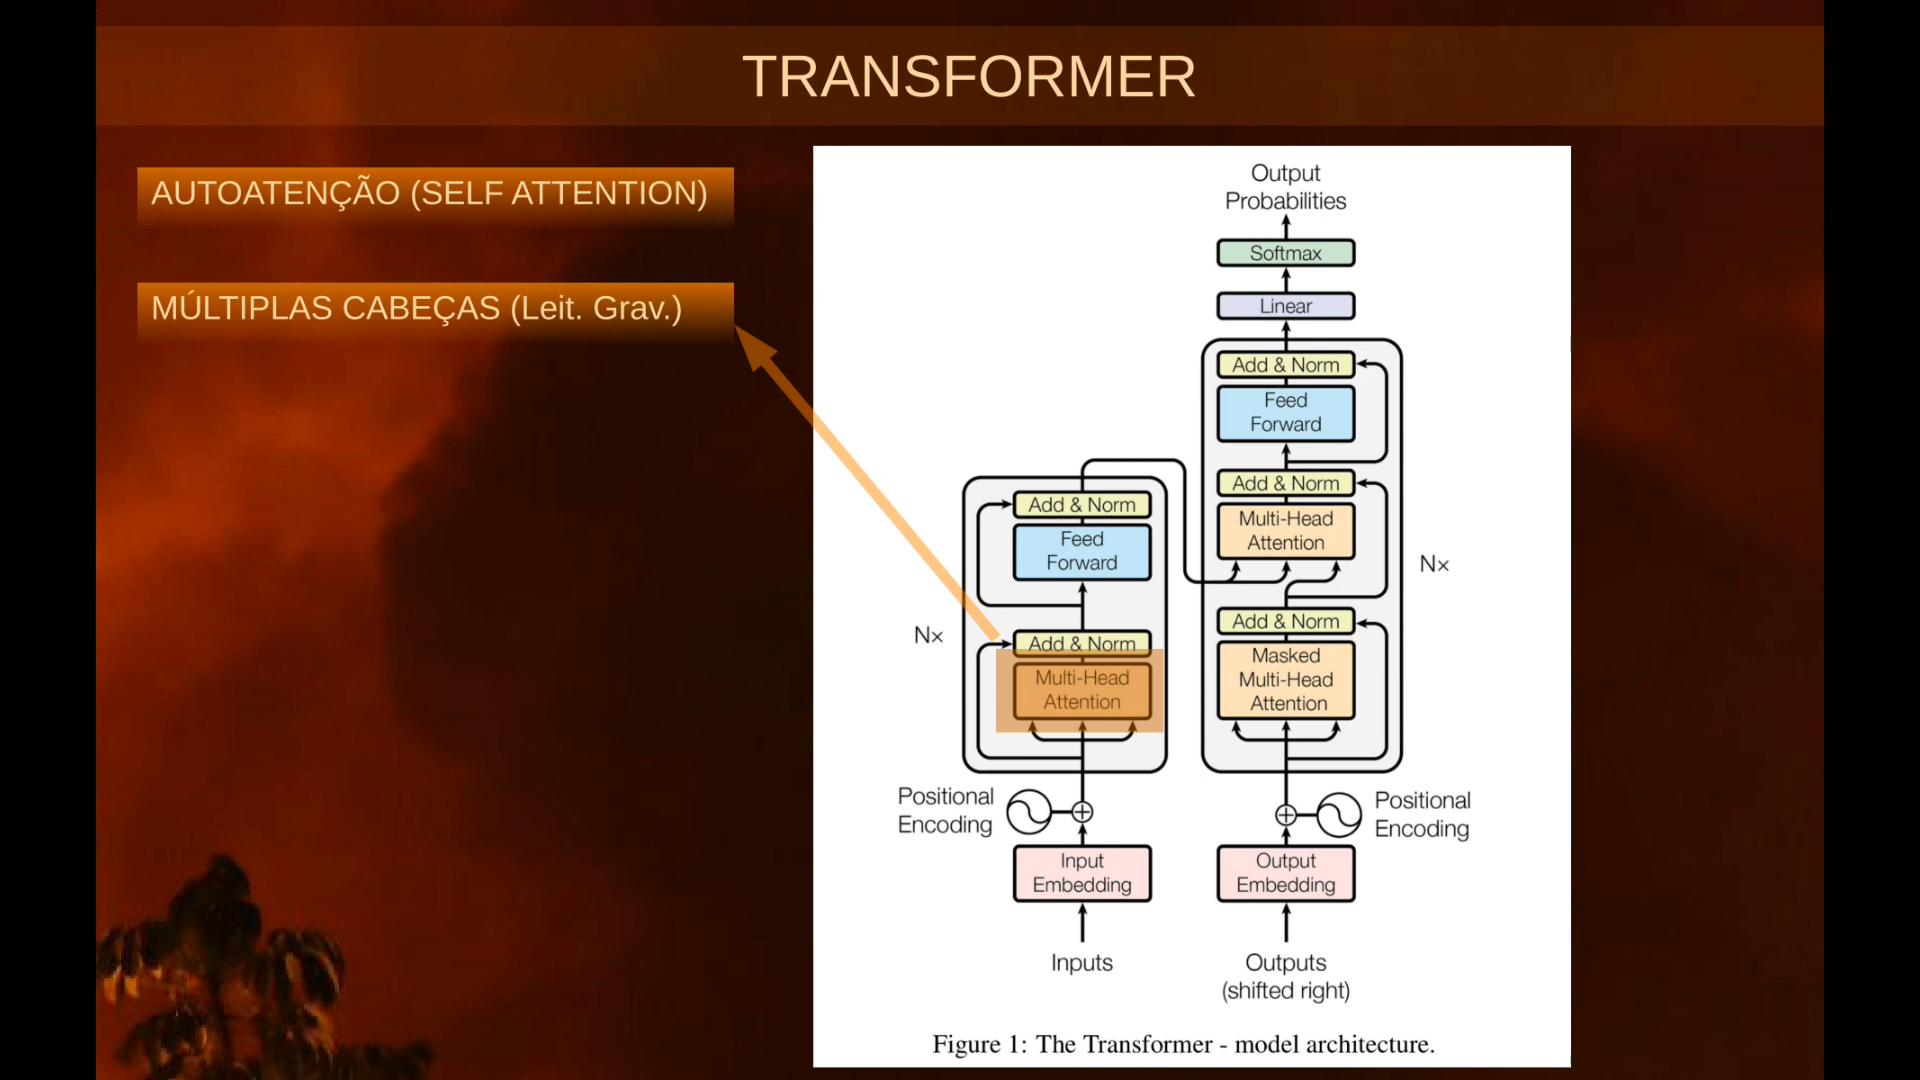 TRANSFORMER
AUTOATENÇÃO (SELF ATTENTION)
MÚLTIPLAS CABEÇAS (Leit. Grav.)
Output
Probabilities
Softmax
Linear
Add & Norm
Feed
Forward
Add & Norm
Multi-Head
Attention
Nx
Add & Norm
Masked
Multi-Head
Attention
Add & Norm
Feed
Forward
Nx
Add & Norm
Multi-Head
Attention
Positional
Encoding
Positional
Encoding
Input
Embedding
Output
Embedding
Inputs
Outputs
(shifted right)
Figure 1: The Transformer - model architecture.